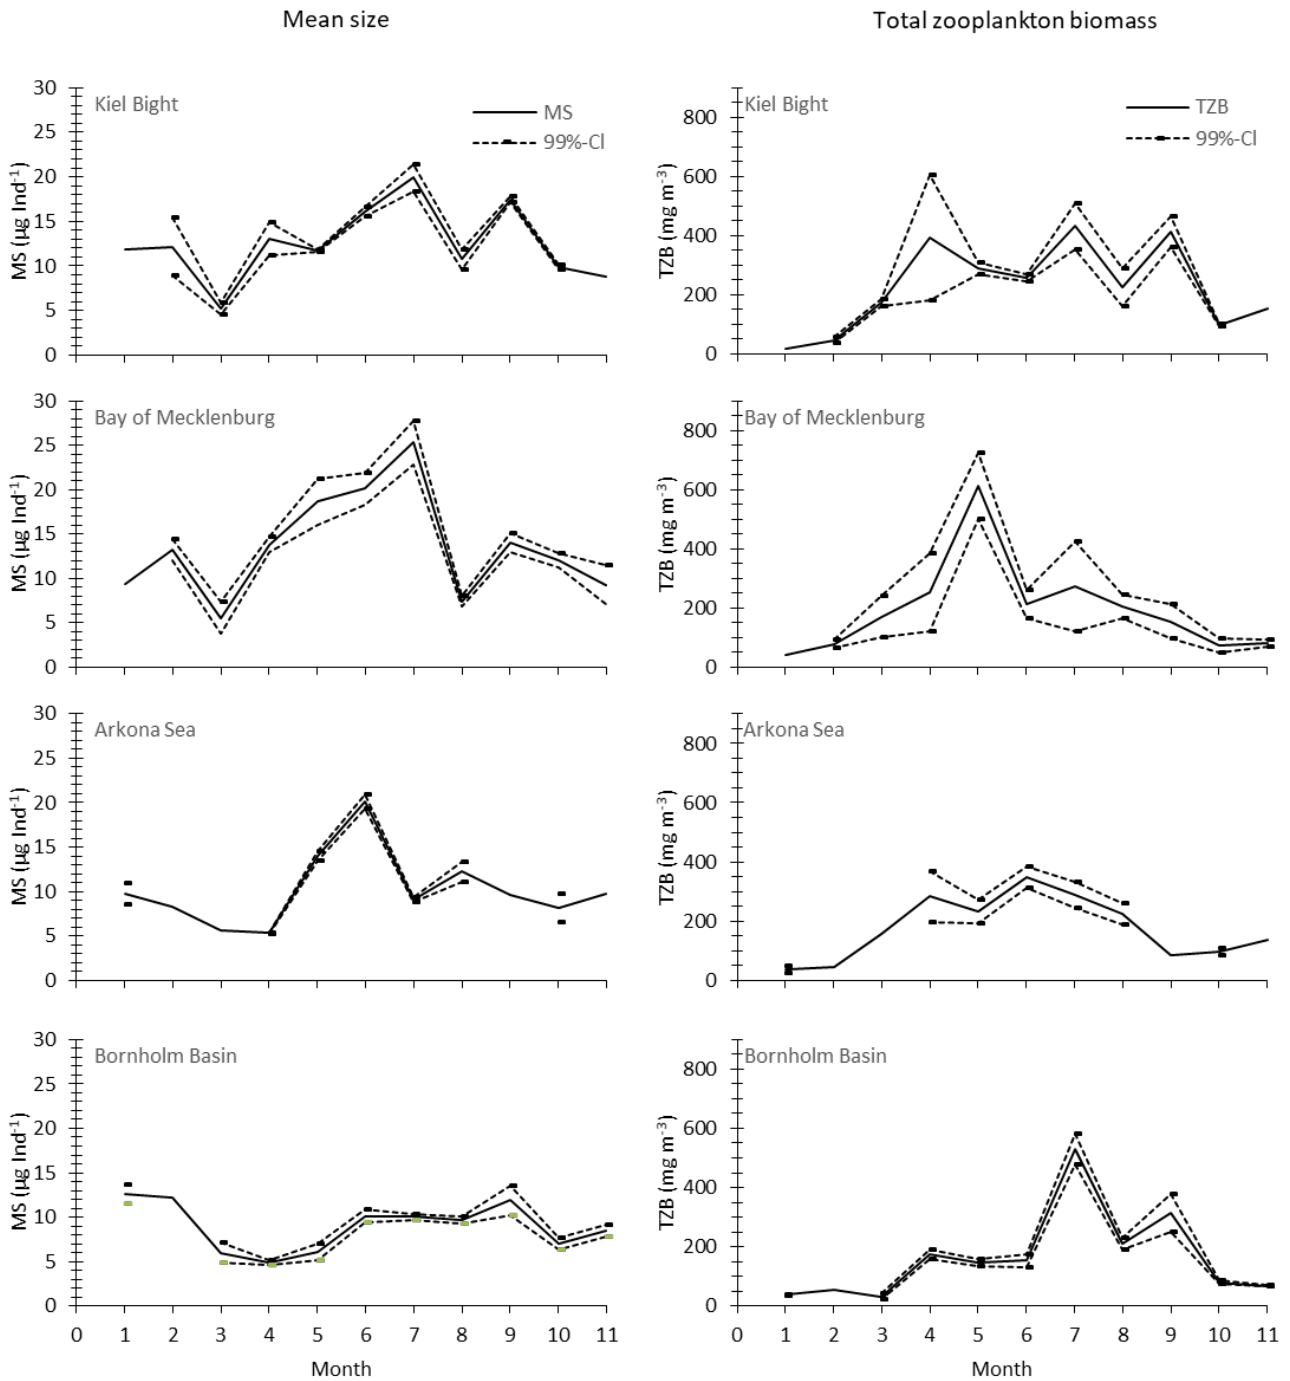 Mean size
Total zooplankton biomass
Kiel Bight
MS
99%-Cl
30
25
20
15
10
5
0
MS (µg Ind-1)
Kiel Bight
TZB
99%-Cl
800
600
400
200
0
TZB (mg m-3)
Bay of Mecklenburg
30
25
20
15
10
5
0
MS (µg Ind-1)
Bay of Mecklenburg
800
600
400
200
0
TZB (mg m-3)
Arkona Sea
30
25
20
15
10
5
0
MS (µg Ind-1)
Arkona Sea
800
600
400
200
0
TZB (mg m-3)
Bornholm Basin
30
25
20
15
10
5
0
MS (µg Ind-1)
0 1 2 3 4 5 6 7 8 9 10 11
Month
Bornholm Basin
800
600
400
200
0
TZB (mg m-3)
0 1 2 3 4 5 6 7 8 9 10 11
Month